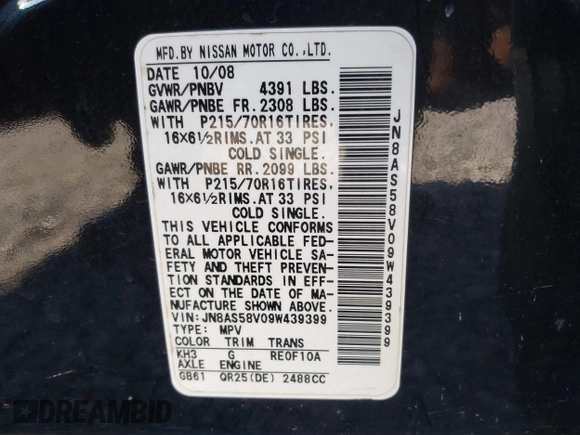 MFD.BY NISSAN MOTOR CO.,LTD.
DATE 10/08
GVWR/PNBV 4391 LBS.
GAWR/PNBE FR.2308 LBS.
WITH P215/70R16TIRES,
16X6½RIMS.AT 33 PSI
COLD SINGLE.
GAWR/PNBE RR.2099 LBS.
WITH P215/70R16TIRES,
16X6½RIMS.AT 33 PSI
COLD SINGLE.
THIS VEHICLE CONFORMS
TO ALL APPLICABLE FED-
ERAL MOTOR VEHICLE SA-
FETY AND THEFT PREVEN-
TION STANDARDS IN EFF-
ECT ON THE DATE OF MA-
NUFACTURE SHOWN ABOVE.
VIN:JN8AS58V09W439399
TYPE: MPV
COLOR TRIM TRANS
KH3 G RE0F10A
AXLE ENGINE
GB61 QR25(DE) 2488CC
JN8AS58V09W439399
DREAMBID